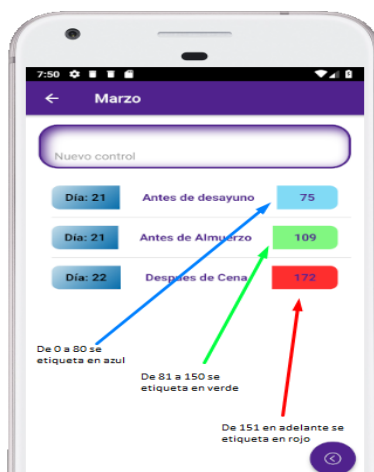 7:50
Marzo
Nuevo control
Día: 21 Antes de desayuno 75
Día: 21 Antes de Almuerzo 109
Día: 22 Despues de Cena 172
De 0 a 80 se
etiqueta en azul
De 81 a 150 se
etiqueta en verde
De 151 en adelante se
etiqueta en rojo